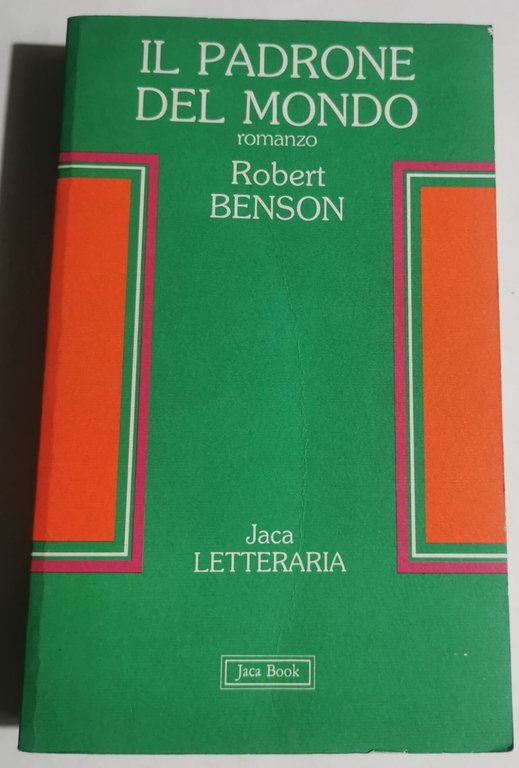 IL PADRONE
DEL MONDO
romanzo
Robert
BENSON
Jaca
LETTERARIA
Jaca Book